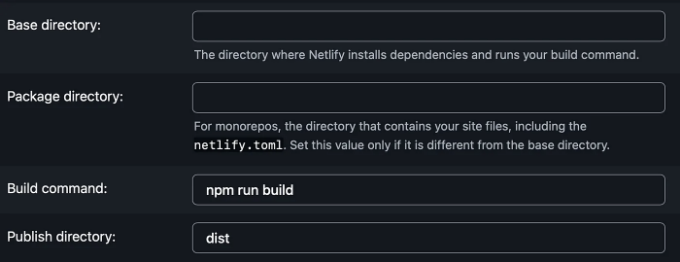 Base directory:
The directory where Netlify installs dependencies and runs your build command.
Package directory:
For monorepos, the directory that contains your site files, including the
netlify.toml. Set this value only if it is different from the base directory.
Build command:
npm run build
Publish directory:
dist